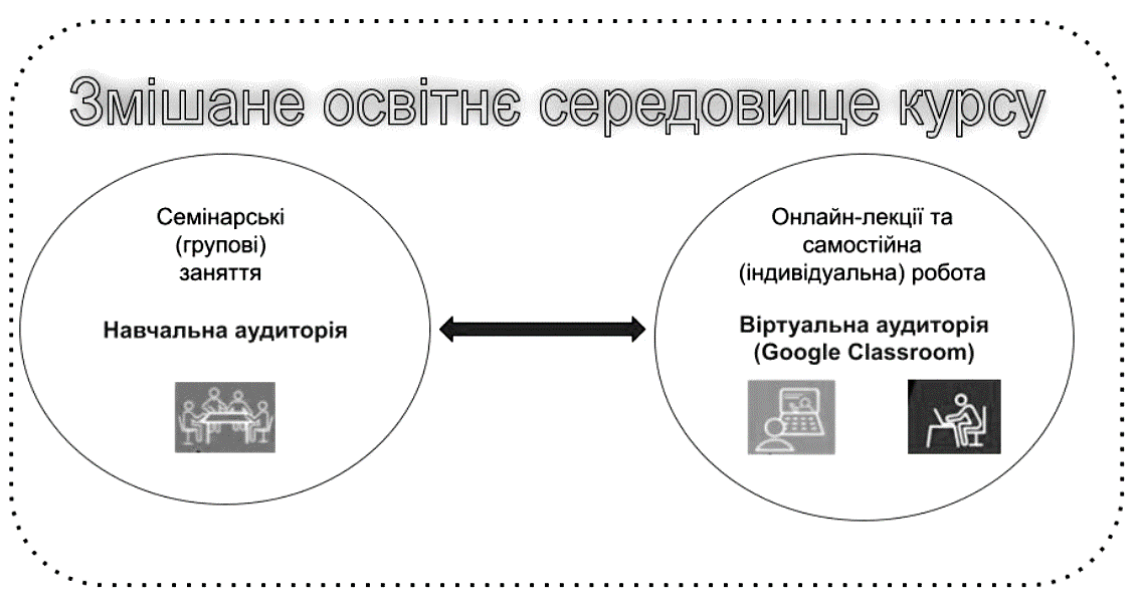 Змішане освітнє середовище курсу
Семінарські
(групові)
заняття
Навчальна аудиторія
Онлайн-лекції та
самостійна
(індивідуальна) робота
Віртуальна аудиторія
(Google Classroom)